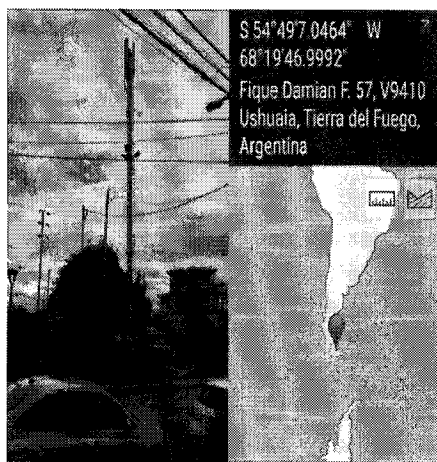 S 54°49'7.0464" W
68°19'46.9992"
Fique Damian F. 57, V9410
Ushuaia, Tierra del Fuego,
Argentina